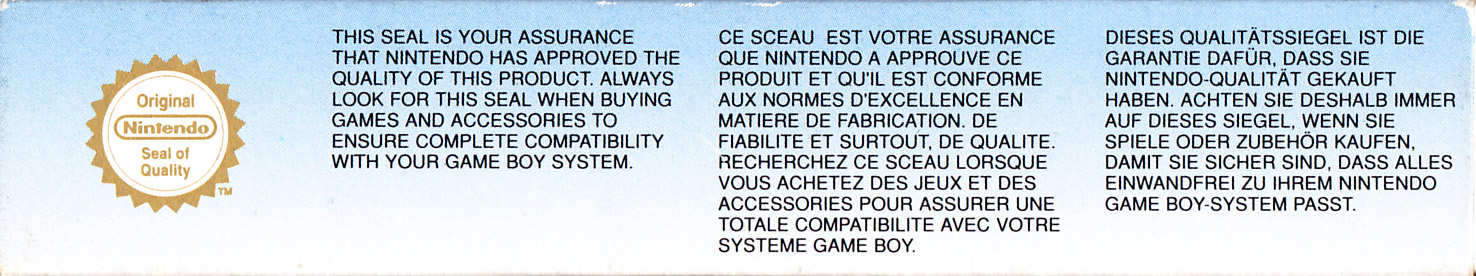 Original
Nintendo
Seal of
Quality
TM
THIS SEAL IS YOUR ASSURANCE
THAT NINTENDO HAS APPROVED THE
QUALITY OF THIS PRODUCT. ALWAYS
LOOK FOR THIS SEAL WHEN BUYING
GAMES AND ACCESSORIES TO
ENSURE COMPLETE COMPATIBILITY
WITH YOUR GAME BOY SYSTEM.
CE SCEAU EST VOTRE ASSURANCE
QUE NINTENDO A APPROUVE CE
PRODUIT ET QU'IL EST CONFORME
AUX NORMES D'EXCELLENCE EN
MATIERE DE FABRICATION. DE
FIABILITE ET SURTOUT, DE QUALITE.
RECHERCHEZ CE SCEAU LORSQUE
VOUS ACHETEZ DES JEUX ET DES
ACCESSORIES POUR ASSURER UNE
TOTALE COMPATIBILITE AVEC VOTRE
SYSTEME GAME BOY.
DIESES QUALITÄTSSIEGEL IST DIE
GARANTIE DAFÜR, DASS SIE
NINTENDO-QUALITÄT GEKAUFT
HABEN. ACHTEN SIE DESHALB IMMER
AUF DIESES SIEGEL, WENN SIE
SPIELE ODER ZUBEHÖR KAUFEN,
DAMIT SIE SICHER SIND, DASS ALLES
EINWANDFREI ZU IHREM NINTENDO
GAME BOY-SYSTEM PASST.